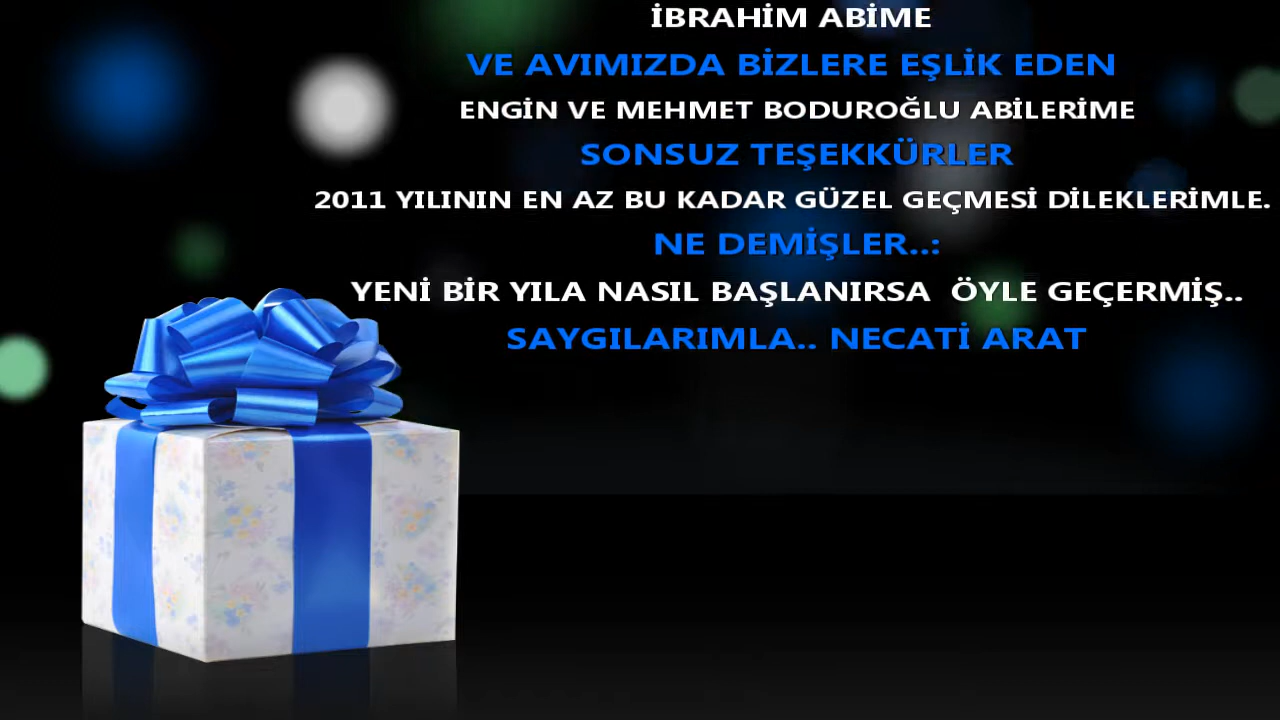 İBRAHİM ABİME
VE AVIMIZDA BİZLERE EŞLİK EDEN
ENGİN VE MEHMET BODUROĞLU ABİLERİME
SONSUZ TEŞEKKÜRLER
2011 YILININ EN AZ BU KADAR GÜZEL GEÇMESİ DİLEKLERİMLE.
NE DEMİŞLER..:
YENİ BİR YILA NASIL BAŞLANIRSA  ÖYLE GEÇERMİŞ..
SAYGILARIMLA.. NECATİ ARAT